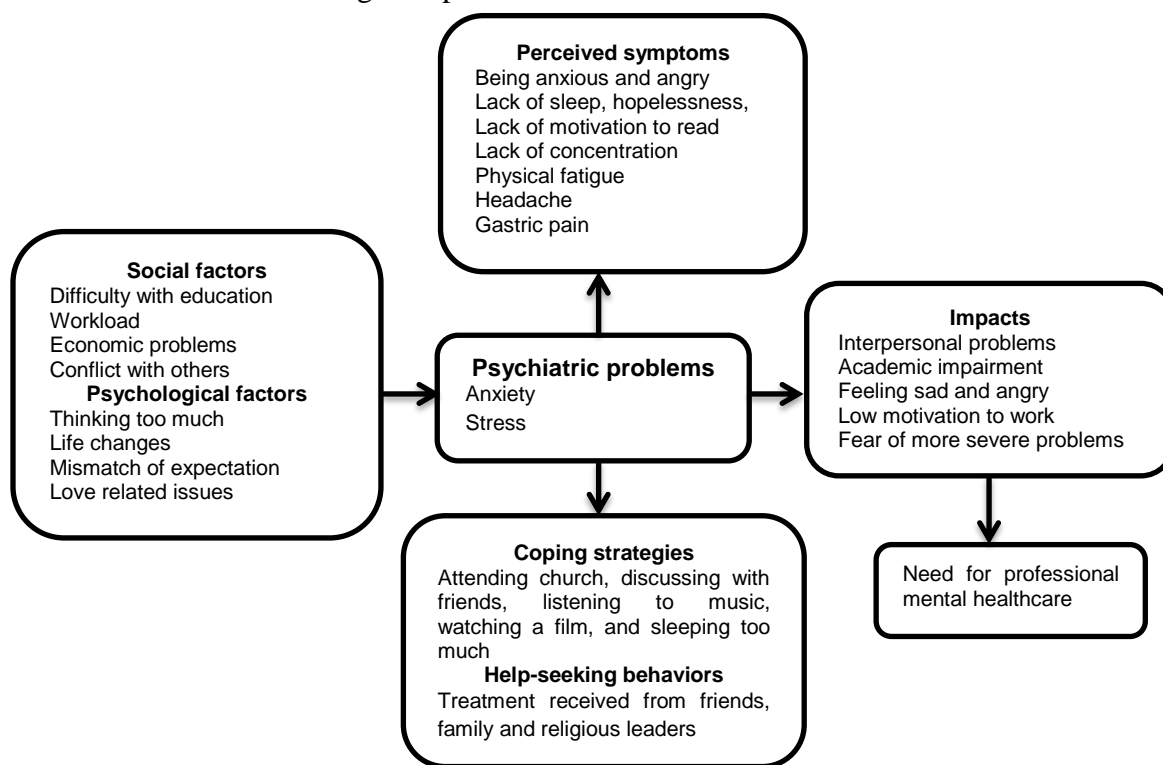 Perceived symptoms
Being anxious and angry
Lack of sleep, hopelessness,
Lack of motivation to read
Lack of concentration
Physical fatigue
Headache
Gastric pain
Social factors
Difficulty with education
Workload
Economic problems
Conflict with others
Psychological factors
Thinking too much
Life changes
Mismatch of expectation
Love related issues
Psychiatric problems
Anxiety
Stress
Impacts
Interpersonal problems
Academic impairment
Feeling sad and angry
Low motivation to work
Fear of more severe problems
Coping strategies
Attending church, discussing with
friends, listening to music,
watching a film, and sleeping too
much
Help-seeking behaviors
Treatment received from friends,
family and religious leaders
Need for professional
mental healthcare